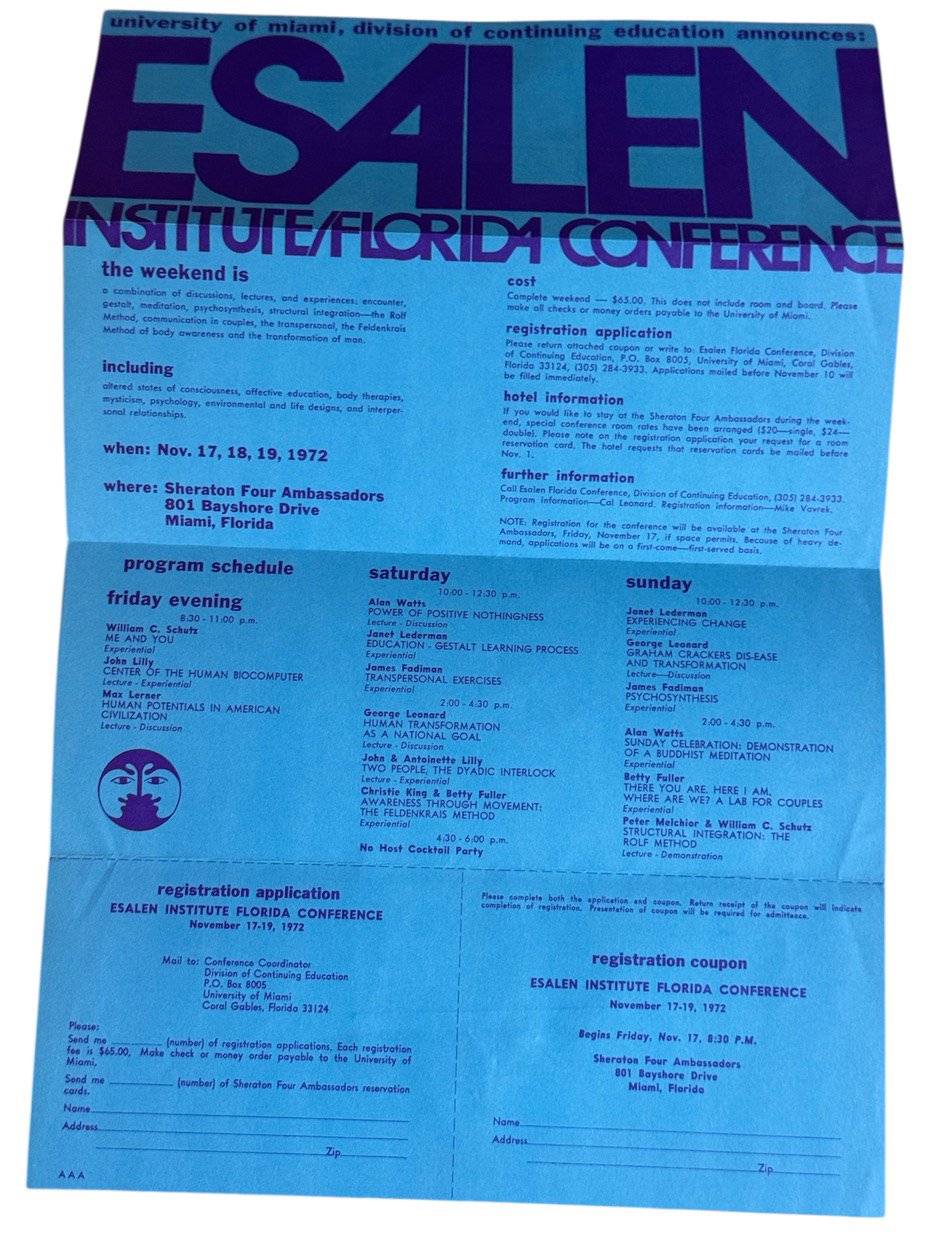 university of miami, division of continuing education announces:
ESALEN
INSTITUTE/FLORIDA CONFERENCE
the weekend is
a combination of discussions, lectures, and experiences: encounter,
gestalt, meditation, psychosynthesis, structural integration—the Rolf
Method, communication in couples, the transpersonal, the Feldenkrais
Method of body awareness and the transformation of man.
including
altered states of consciousness, affective education, body therapies,
mysticism, psychology, environmental and life designs, and interper-
sonal relationships.
when: Nov. 17, 18, 19, 1972
where: Sheraton Four Ambassadors
801 Bayshore Drive
Miami, Florida
cost
Complete weekend — $65.00. This does not include room and board. Please
make all checks or money orders payable to the University of Miami.
registration application
Please return attached coupon or write to: Esalen Florida Conference, Division
of Continuing Education, P.O. Box 8005, University of Miami, Coral Gables,
Florida 33124, (305) 284-3933. Applications mailed before November 10 will
be filled immediately.
hotel information
If you would like to stay at the Sheraton Four Ambassadors during the week-
end, special conference room rates have been arranged ($20—single, $24—
double). Please note on the registration application your request for a room
reservation card. The hotel requests that reservation cards be mailed before
Nov. 1.
further information
Call Esalen Florida Conference, Division of Continuing Education, (305) 284-3933.
Program information—Cal Leonard. Registration information—Mike Vavrek.
NOTE: Registration for the conference will be available at the Sheraton Four
Ambassadors, Friday, November 17, if space permits. Because of heavy de-
mand, applications will be on a first-come—first-served basis.
program schedule
friday evening
8:30 - 11:00 p.m.
William C. Schutz
ME AND YOU
Experiential
John Lilly
CENTER OF THE HUMAN BIOCOMPUTER
Lecture - Experiential
Max Lerner
HUMAN POTENTIALS IN AMERICAN
CIVILIZATION
Lecture - Discussion
saturday
10:00 - 12:30 p.m.
Alan Watts
POWER OF POSITIVE NOTHINGNESS
Lecture - Discussion
Janet Lederman
EDUCATION - GESTALT LEARNING PROCESS
Experiential
James Fadiman
TRANSPERSONAL EXERCISES
Experiential
2:00 - 4:30 p.m.
George Leonard
HUMAN TRANSFORMATION
AS A NATIONAL GOAL
Lecture - Discussion
John & Antoinette Lilly
TWO PEOPLE, THE DYADIC INTERLOCK
Lecture - Experiential
Christie King & Betty Fuller
AWARENESS THROUGH MOVEMENT:
THE FELDENKRAIS METHOD
Experiential
4:30 - 6:00 p.m.
No Host Cocktail Party
sunday
10:00 - 12:30 p.m.
Janet Lederman
EXPERIENCING CHANGE
Experiential
George Leonard
GRAHAM CRACKERS DIS-EASE
AND TRANSFORMATION
Lecture—Discussion
James Fadiman
PSYCHOSYNTHESIS
Experiential
2:00 - 4:30 p.m.
Alan Watts
SUNDAY CELEBRATION: DEMONSTRATION
OF A BUDDHIST MEDITATION
Experiential
Betty Fuller
THERE YOU ARE. HERE I AM.
WHERE ARE WE? A LAB FOR COUPLES
Experiential
Peter Melchior & William C. Schutz
STRUCTURAL INTEGRATION: THE
ROLF METHOD
Lecture - Demonstration
registration application
ESALEN INSTITUTE FLORIDA CONFERENCE
November 17-19, 1972
Mail to: Conference Coordinator
Division of Continuing Education
P.O. Box 8005
University of Miami
Coral Gables, Florida 33124
Please:
Send me __________ (number) of registration applications. Each registration
fee is $65.00. Make check or money order payable to the University of
Miami.
Send me __________ (number) of Sheraton Four Ambassadors reservation
cards.
Name
Address
Zip
AAA
Please complete both the application and coupon. Return receipt of the coupon will indicate
completion of registration. Presentation of coupon will be required for admittance.
registration coupon
ESALEN INSTITUTE FLORIDA CONFERENCE
November 17-19, 1972
Begins Friday, Nov. 17, 8:30 P.M.
Sheraton Four Ambassadors
801 Bayshore Drive
Miami, Florida
Name
Address
Zip